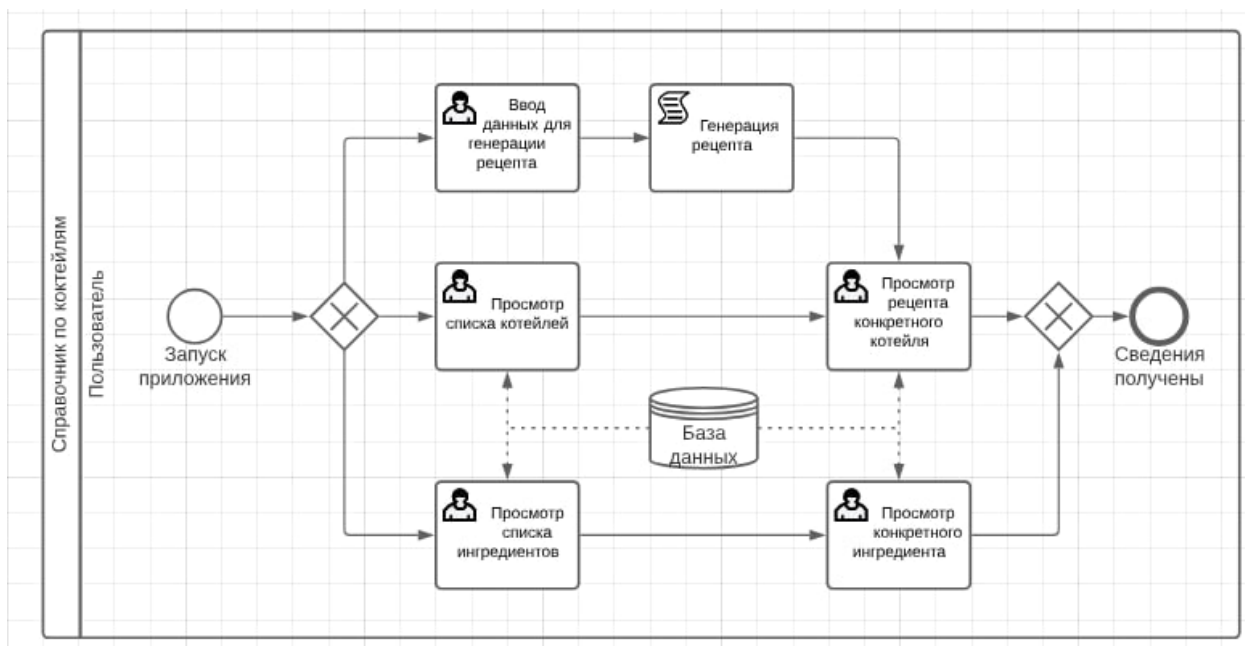 Справочник по коктейлям
Пользователь
Запуск
приложения
Ввод
данных для
генерации
рецепта
Генерация
рецепта
Просмотр
списка котейлей
Просмотр
рецепта
конкретного
котейля
База
данных
Просмотр
списка
ингредиентов
Просмотр
конкретного
ингредиента
Сведения
получены